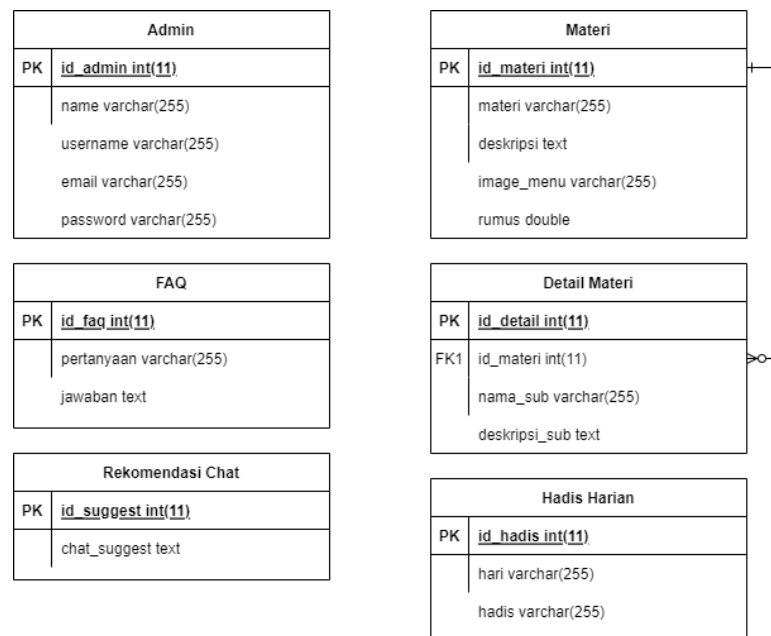 Admin
PK id_admin int(11)
name varchar(255)
username varchar(255)
email varchar(255)
password varchar(255)
FAQ
PK id_faq int(11)
pertanyaan varchar(255)
jawaban text
Rekomendasi Chat
PK id_suggest int(11)
chat_suggest text
Materi
PK id_materi int(11)
materi varchar(255)
deskripsi text
image_menu varchar(255)
rumus double
Detail Materi
PK id_detail int(11)
FK1 id_materi int(11)
nama_sub varchar(255)
deskripsi_sub text
Hadis Harian
PK id_hadis int(11)
hari varchar(255)
hadis varchar(255)